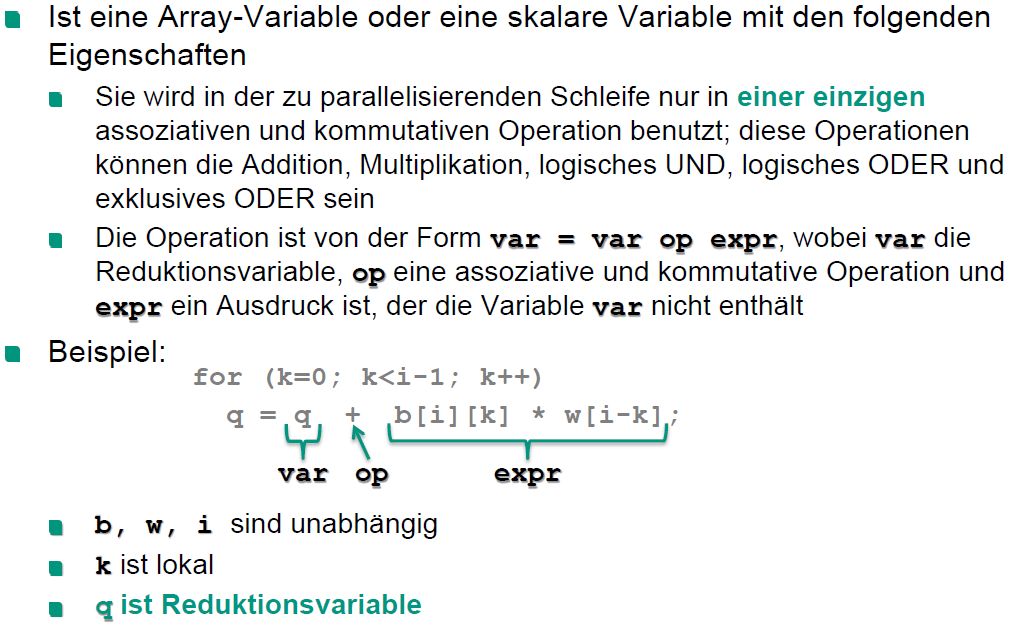 Ist eine Array-Variable oder eine skalare Variable mit den folgenden
Eigenschaften
Sie wird in der zu parallelisierenden Schleife nur in einer einzigen
assoziativen und kommutativen Operation benutzt; diese Operationen
können die Addition, Multiplikation, logisches UND, logisches ODER und
exklusives ODER sein
Die Operation ist von der Form var = var op expr, wobei var die
Reduktionsvariable, op eine assoziative und kommutative Operation und
expr ein Ausdruck ist, der die Variable var nicht enthält
Beispiel:
for (k=0; k<i-1; k++)
q = q + b[i][k] * w[i-k];
var op expr
b, w, i sind unabhängig
k ist lokal
q ist Reduktionsvariable